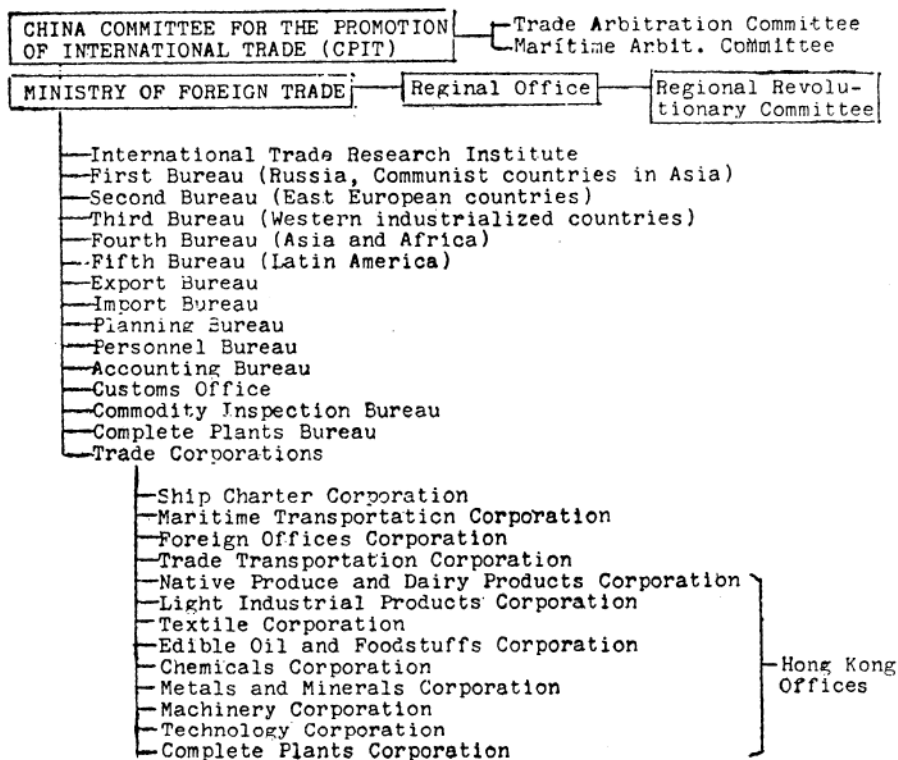 CHINA COMMITTEE FOR THE PROMOTION
OF INTERNATIONAL TRADE (CPIT)
Trade Arbitration Committee
Maritime Arbit. Committee
MINISTRY OF FOREIGN TRADE
Reginal Office
Regional Revolu-
tionary Committee
International Trade Research Institute
First Bureau (Russia, Communist countries in Asia)
Second Bureau (East European countries)
Third Bureau (Western industrialized countries)
Fourth Bureau (Asia and Africa)
Fifth Bureau (Latin America)
Export Bureau
Import Bureau
Planning Bureau
Personnel Bureau
Accounting Bureau
Customs Office
Commodity Inspection Bureau
Complete Plants Bureau
Trade Corporations
Ship Charter Corporation
Maritime Transportation Corporation
Foreign Offices Corporation
Trade Transportation Corporation
Native Produce and Dairy Products Corporation
Light Industrial Products Corporation
Textile Corporation
Edible Oil and Foodstuffs Corporation
Chemicals Corporation
Metals and Minerals Corporation
Machinery Corporation
Technology Corporation
Complete Plants Corporation
Hong Kong
Offices